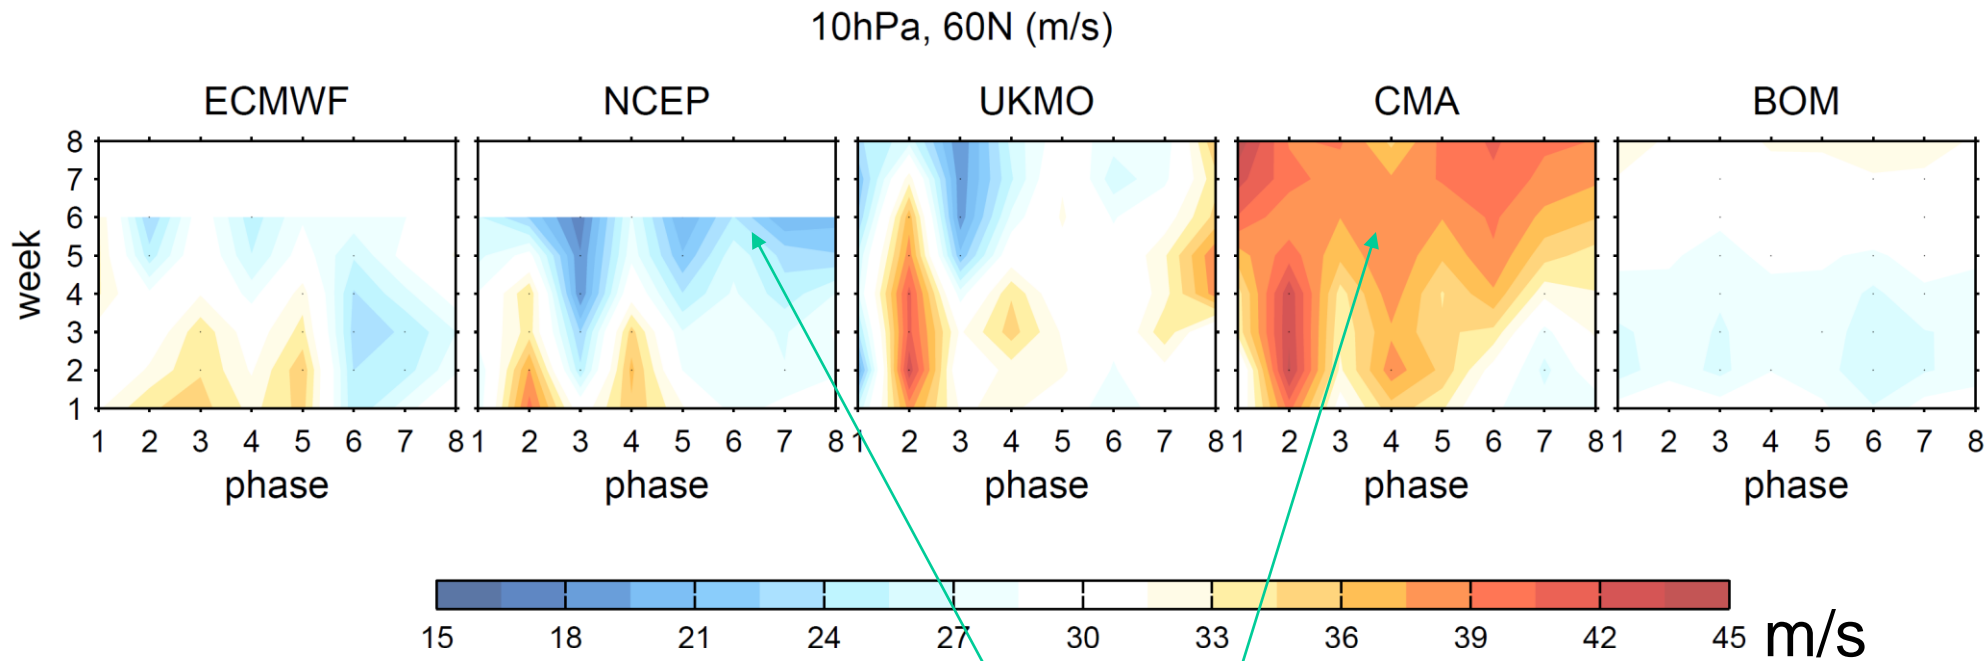 10hPa, 60N (m/s)
ECMWF NCEP UKMO CMA BOM
week
8
7
6
5
4
3
2
1
1 2 3 4 5 6 7 8 1 2 3 4 5 6 7 8 1 2 3 4 5 6 7 8 1 2 3 4 5 6 7 8 1 2 3 4 5 6 7 8
phase phase phase phase phase
15 18 21 24 27 30 33 36 39 42 45 m/s